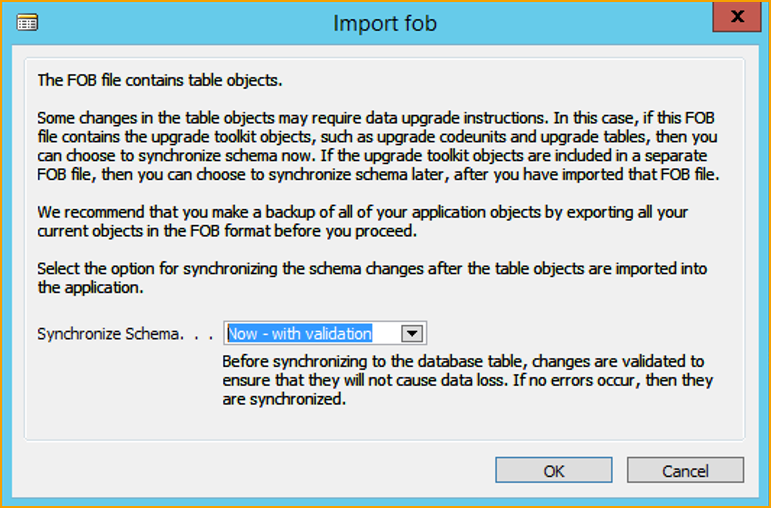 Import fob
x
The FOB file contains table objects.
Some changes in the table objects may require data upgrade instructions. In this case, if this FOB
file contains the upgrade toolkit objects, such as upgrade codeunits and upgrade tables, then you
can choose to synchronize schema now. If the upgrade toolkit objects are included in a separate
FOB file, then you can choose to synchronize schema later, after you have imported that FOB file.
We recommend that you make a backup of all of your application objects by exporting all your
current objects in the FOB format before you proceed.
Select the option for synchronizing the schema changes after the table objects are imported into
the application.
Synchronize Schema. . . Now - with validation
Before synchronizing to the database table, changes are validated to
ensure that they will not cause data loss. If no errors occur, then they
are synchronized.
OK Cancel